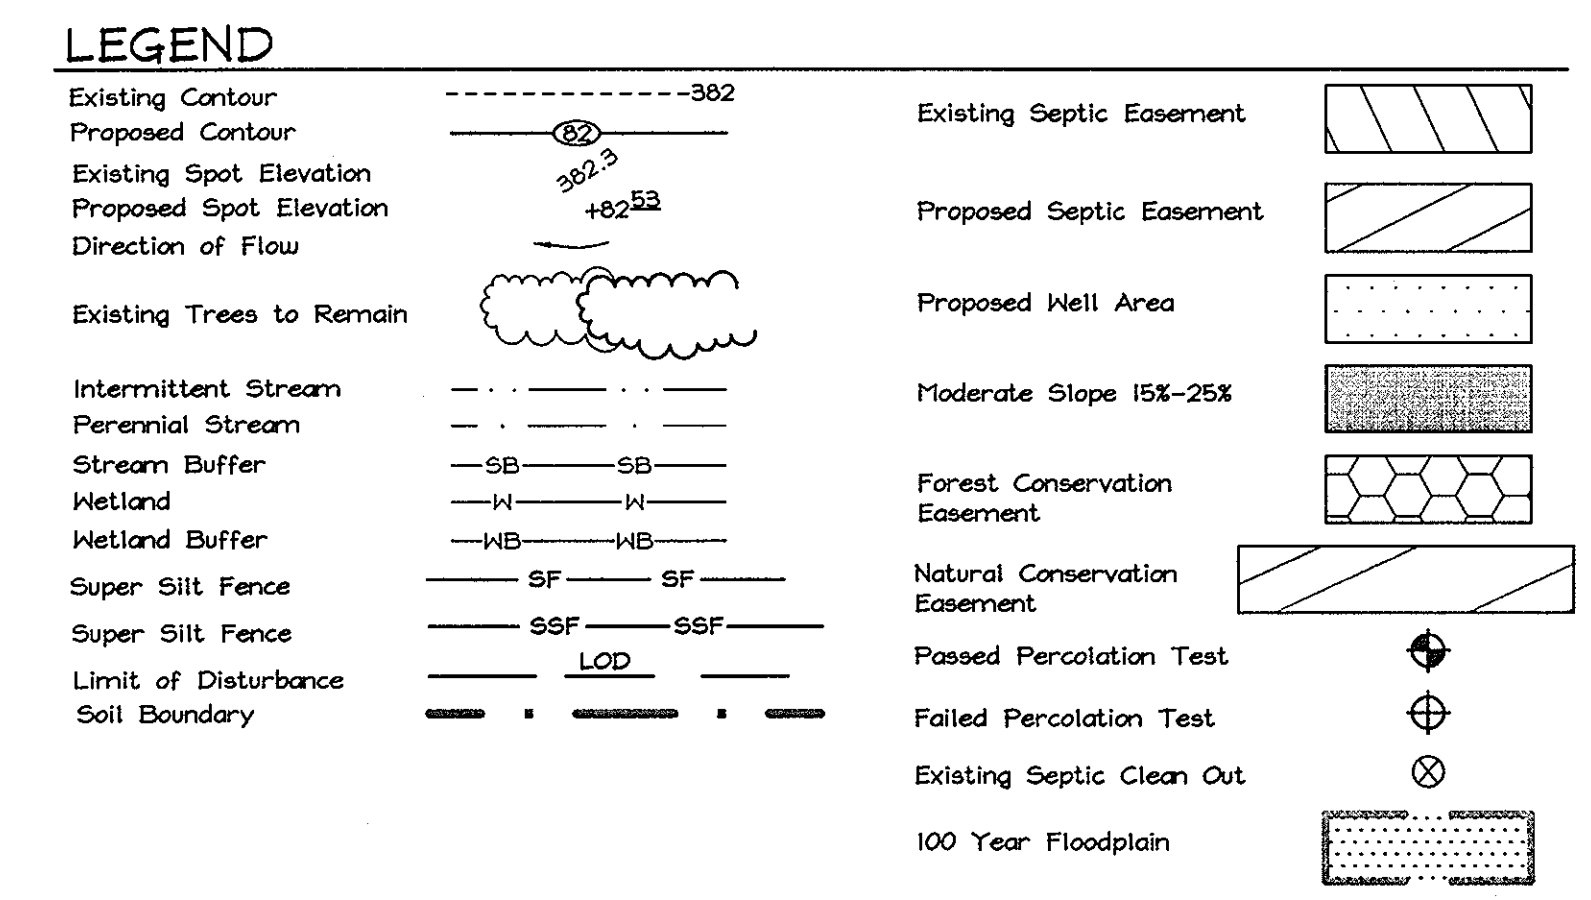 LEGEND
Existing Contour 382
Proposed Contour 82
Existing Spot Elevation 382.3
Proposed Spot Elevation +82 53
Direction of Flow
Existing Trees to Remain
Intermittent Stream
Perennial Stream
Stream Buffer SB SB
Wetland W W
Wetland Buffer WB WB
Super Silt Fence SF SF
Super Silt Fence SSF SSF
Limit of Disturbance LOD
Soil Boundary
Existing Septic Easement
Proposed Septic Easement
Proposed Well Area
Moderate Slope 15%-25%
Forest Conservation
Easement
Natural Conservation
Easement
Passed Percolation Test
Failed Percolation Test
Existing Septic Clean Out
100 Year Floodplain